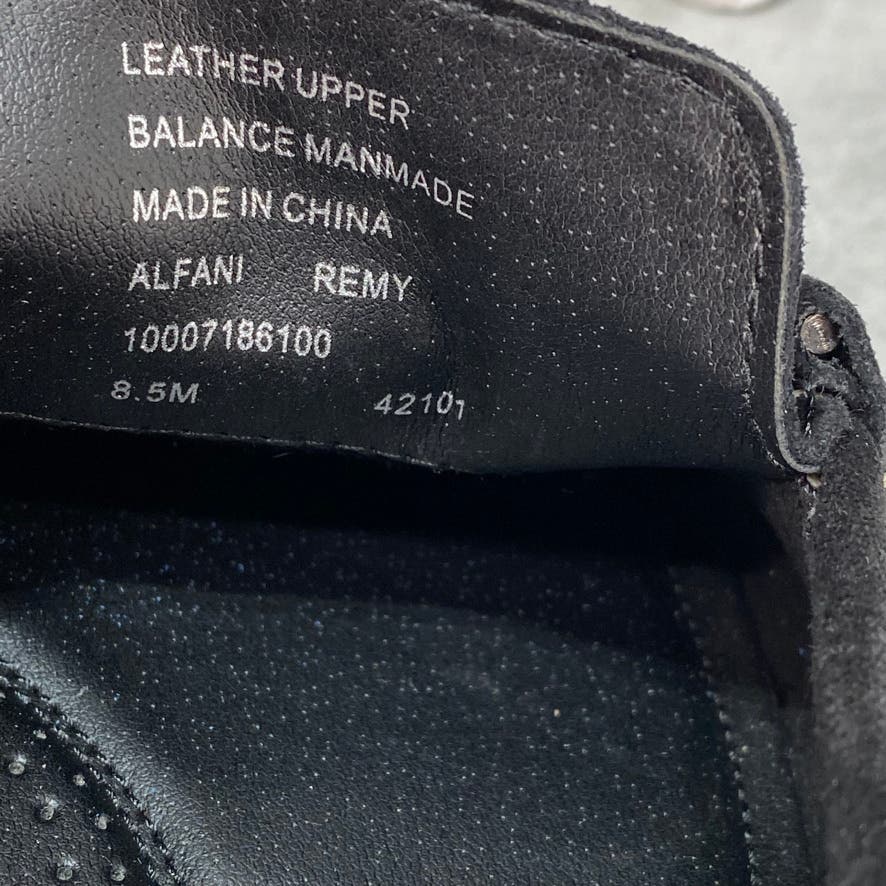 LEATHER UPPER
BALANCE MANMADE
MADE IN CHINA
ALFANI REMY
10007186100
8.5M 42101